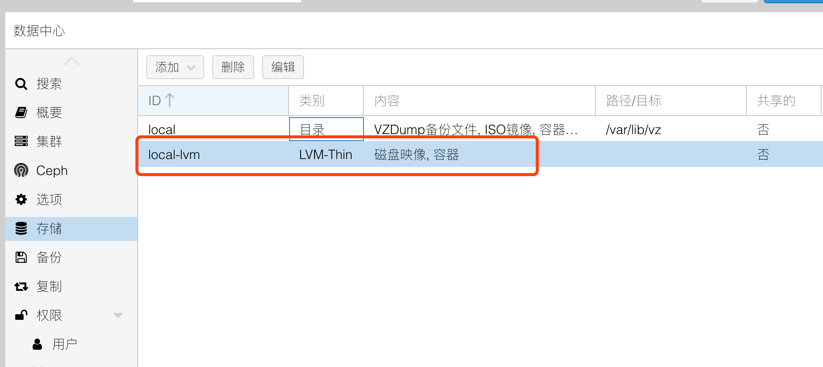 数据中心
添加 删除 编辑
ID 类别 内容 路径/目标 共享的
local 目录 VZDump备份文件, ISO镜像, 容器... /var/lib/vz 否
local-lvm LVM-Thin 磁盘映像, 容器 否
搜索
概要
集群
Ceph
选项
存储
备份
复制
权限
用户